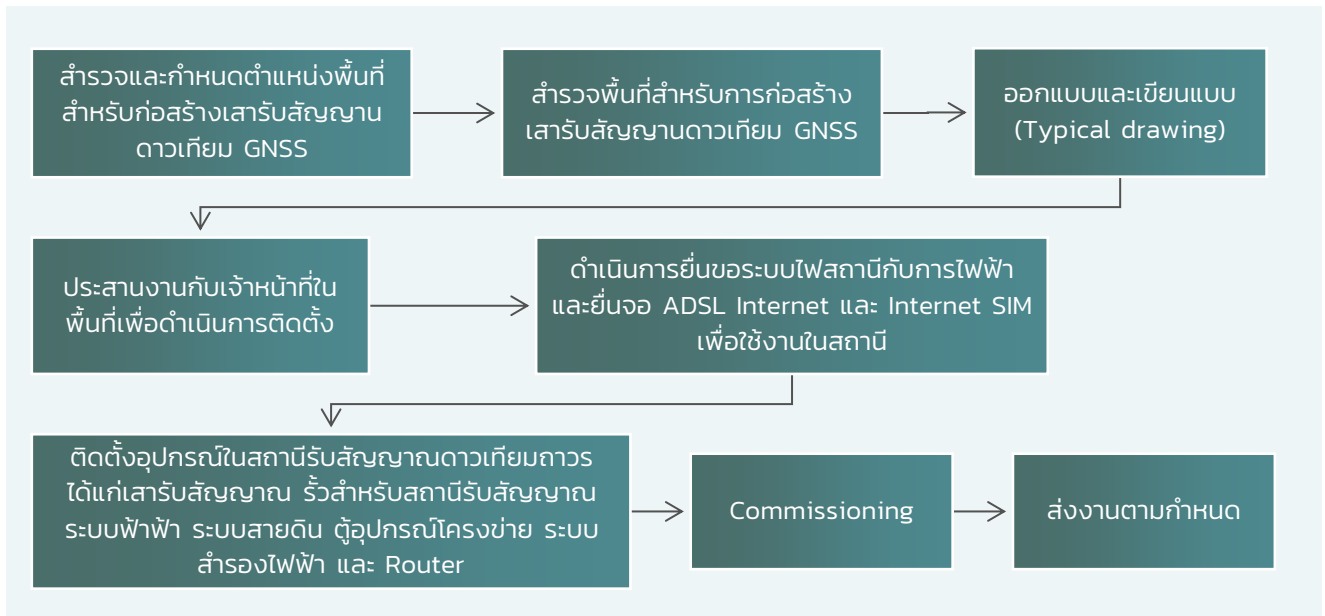 สำรวจและกำหนดตำแหน่งพื้นที่
สำหรับก่อสร้างเสารับสัญญาน
ดาวเทียม GNSS
สำรวจพื้นที่สำหรับการก่อสร้าง
เสารับสัญญานดาวเทียม GNSS
ออกแบบและเขียนแบบ
(Typical drawing)
ประสานงานกับเจ้าหน้าที่ใน
พื้นที่เพื่อดำเนินการติดตั้ง
ดำเนินการยื่นขอระบบไฟสถานีกับการไฟฟ้า
และยื่นจอ ADSL Internet และ Internet SIM
เพื่อใช้งานในสถานี
ติดตั้งอุปกรณ์ในสถานีรับสัญญาณดาวเทียมถาวร
ได้แก่เสารับสัญญาณ รั้วสำหรับสถานีรับสัญญาณ
ระบบฟ้าฟ้า ระบบสายดิน ตู้อุปกรณ์โครงข่าย ระบบ
สำรองไฟฟ้า และ Router
Commissioning
ส่งงานตามกำหนด